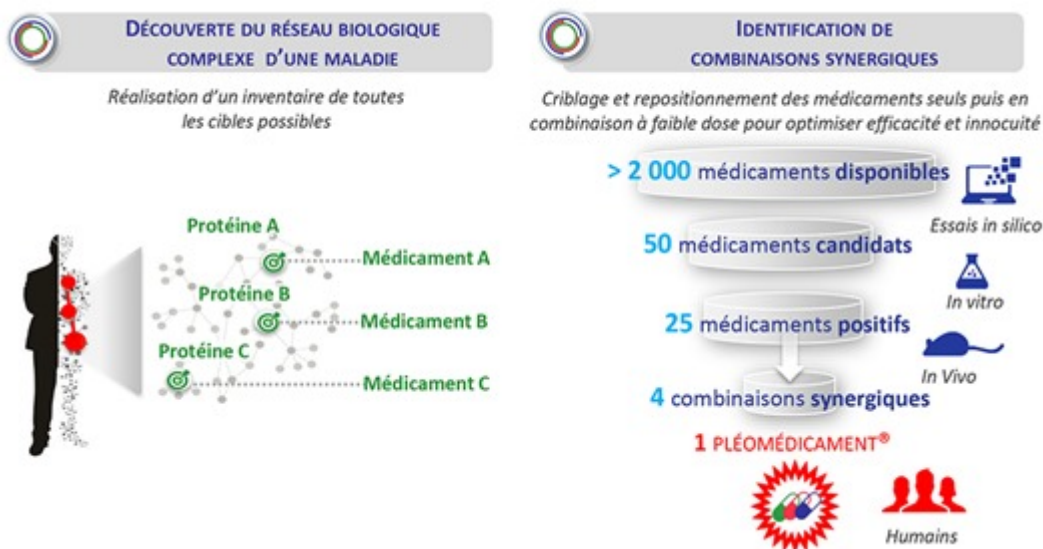 DÉCOUVERTE DU RÉSEAU BIOLOGIQUE
COMPLEXE D'UNE MALADIE
Réalisation d'un inventaire de toutes
les cibles possibles
Protéine A
Médicament A
Protéine B
Médicament B
Protéine C
Médicament C
IDENTIFICATION DE
COMBINAISONS SYNERGIQUES
Criblage et repositionnement des médicaments seuls puis en
combinaison à faible dose pour optimiser efficacité et innocuité
> 2 000 médicaments disponibles
Essais in silico
50 médicaments candidats
In vitro
25 médicaments positifs
In Vivo
4 combinaisons synergiques
1 PLÉOMÉDICAMENT®
Humains